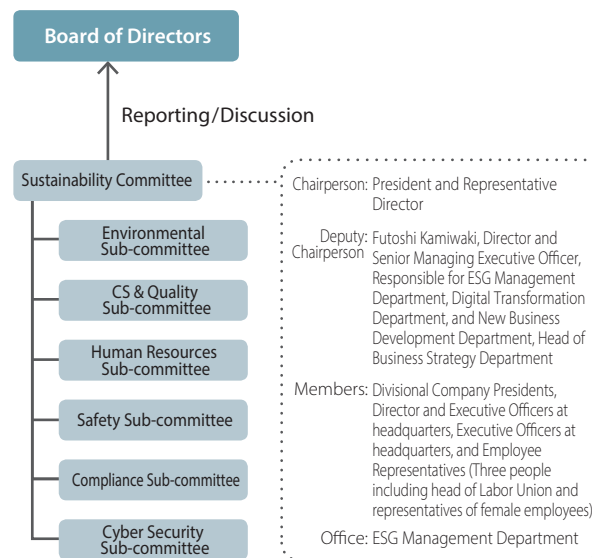 Board of Directors
Reporting/Discussion
Sustainability Committee
Environmental
Sub-committee
CS & Quality
Sub-committee
Human Resources
Sub-committee
Safety Sub-committee
Compliance Sub-committee
Cyber Security
Sub-committee
Chairperson: President and Representative
Director
Deputy: Futoshi Kamiwaki, Director and
Chairperson Senior Managing Executive Officer,
Responsible for ESG Management
Department, Digital Transformation
Department, and New Business
Development Department, Head of
Business Strategy Department
Members: Divisional Company Presidents,
Director and Executive Officers at
headquarters, Executive Officers at
headquarters, and Employee
Representatives (Three people
including head of Labor Union and
representatives of female employees)
Office: ESG Management Department